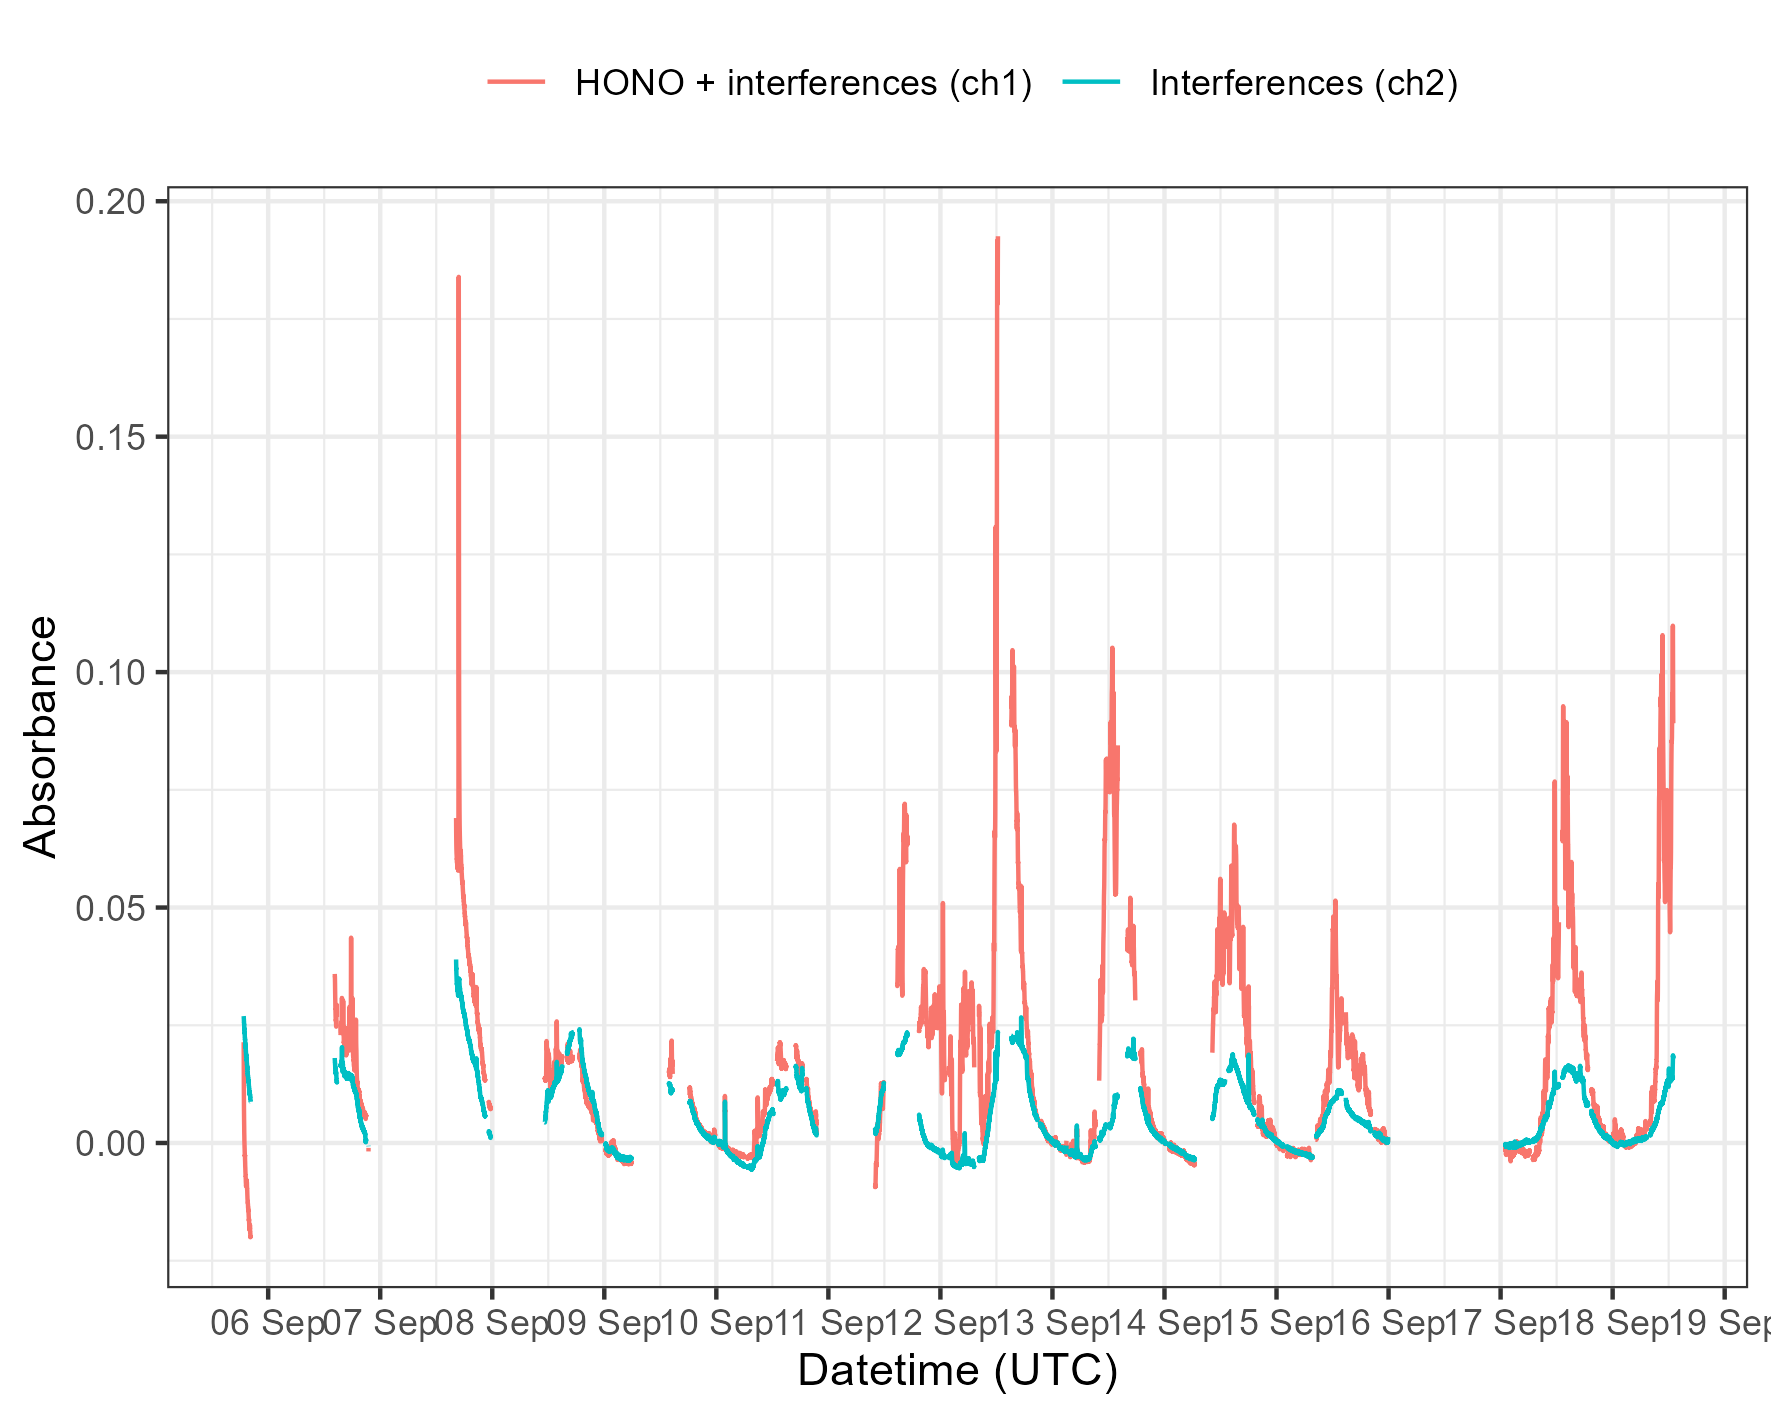 HONO + interferences (ch1) Interferences (ch2)
0.20
0.15
0.10
0.05
0.00
Absorbance
06 Sep 07 Sep 08 Sep 09 Sep 10 Sep 11 Sep 12 Sep 13 Sep 14 Sep 15 Sep 16 Sep 17 Sep 18 Sep 19 Sep
Datetime (UTC)